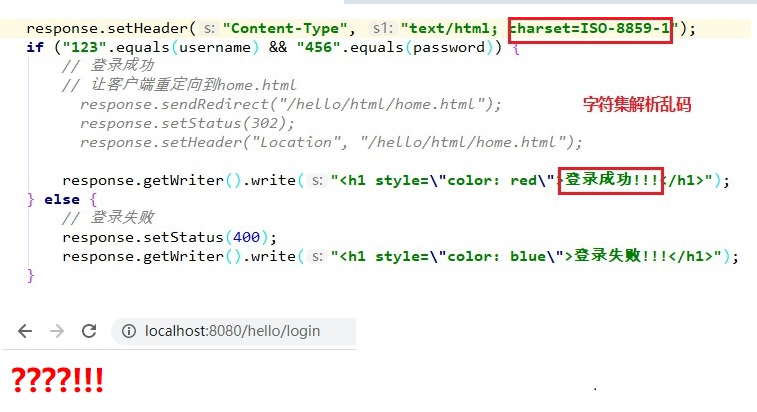 response.setHeader( s: "Content-Type", s1: "text/html; charset=ISO-8859-1");
if ("123".equals(username) && "456".equals(password)) {
// 登录成功
// 让客户端重定向到home.html
response.sendRedirect("/hello/html/home.html");
字符集解析乱码
response.setStatus(302);
response.setHeader("Location", "/hello/html/home.html");
response.getWriter().write( s: "<h1 style=\"color: red\">登录成功!!!</h1>");
} else {
// 登录失败
response.setStatus(400);
response.getWriter().write( s: "<h1 style=\"color: blue\">登录失败!!!</h1>");
}
localhost:8080/hello/login
????!!!